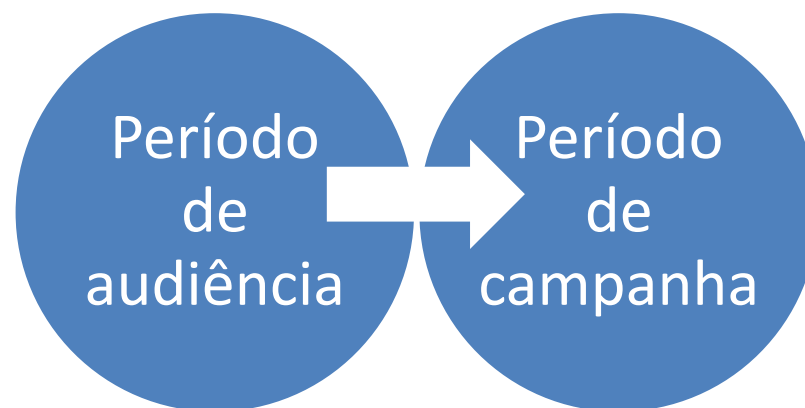 Período
de
audiência
Período
de
campanha